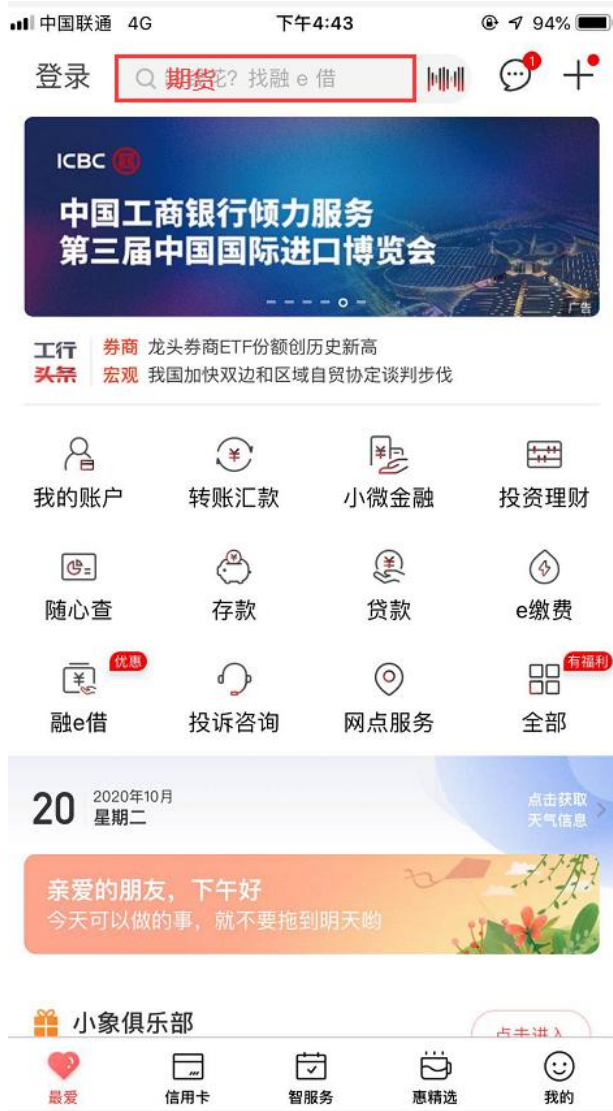 中国联通 4G 下午4:43 94%
登录 期货花？找融e借 1
ICBC
中国工商银行倾力服务
第三届中国国际进口博览会
广告
工行 券商 龙头券商ETF份额创历史新高
头条 宏观 我国加快双边和区域自贸协定谈判步伐
我的账户 转账汇款 小微金融 投资理财
随心查 存款 贷款 e缴费
优惠 有福利
融e借 投诉咨询 网点服务 全部
20 2020年10月 点击获取
星期二 天气信息
亲爱的朋友，下午好
今天可以做的事，就不要拖到明天哟
小象俱乐部 点击进入
最爱 信用卡 智服务 惠精选 我的